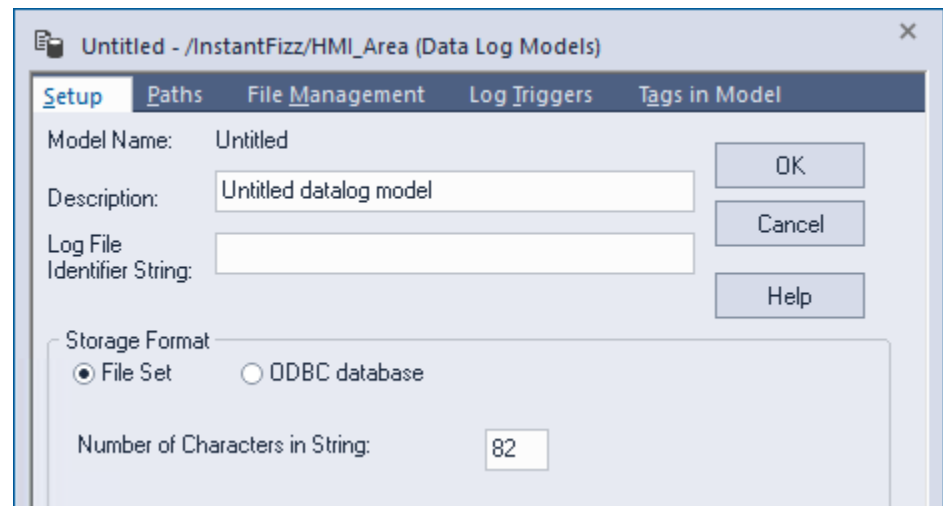 Untitled - /InstantFizz/HMI_Area (Data Log Models)
Setup Paths File Management Log Triggers Tags in Model
Model Name: Untitled
OK
Description: Untitled datalog model
Cancel
Log File
Identifier String:
Help
Storage Format
File Set ODBC database
Number of Characters in String: 82